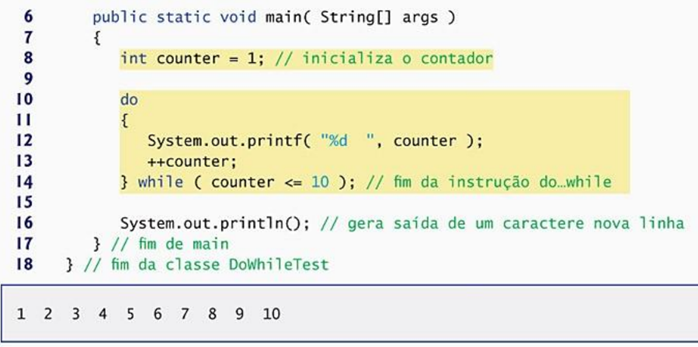 6 public static void main( String[] args )
7 {
8 int counter = 1; // inicializa o contador
9
10 do
11 {
12 System.out.printf( "%d  ", counter );
13 ++counter;
14 } while ( counter <= 10 ); // fim da instrução do…while
15
16 System.out.println(); // gera saída de um caractere nova linha
17 } // fim de main
18 } // fim da classe DoWhileTest
1 2 3 4 5 6 7 8 9 10